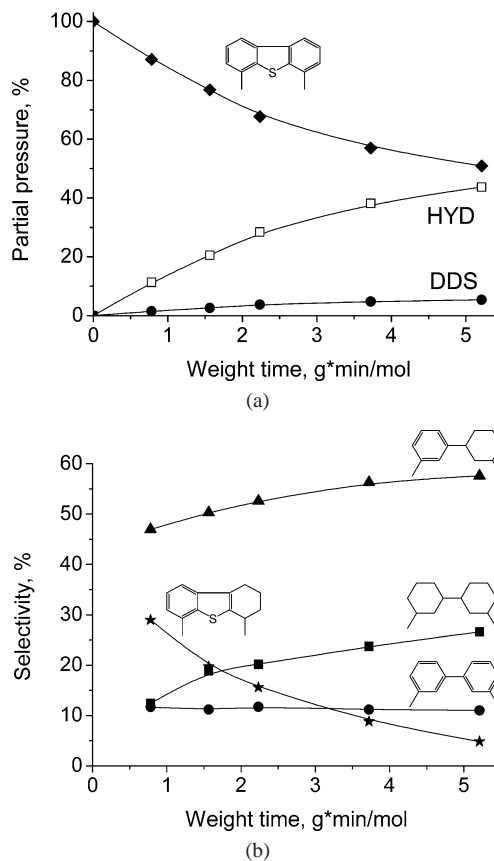 100
80
60
40
20
0
Partial pressure, %
S
HYD
DDS
0 1 2 3 4 5
Weight time, g*min/mol
(a)
60
50
40
30
20
10
0
Selectivity, %
S
0 1 2 3 4 5
Weight time, g*min/mol
(b)